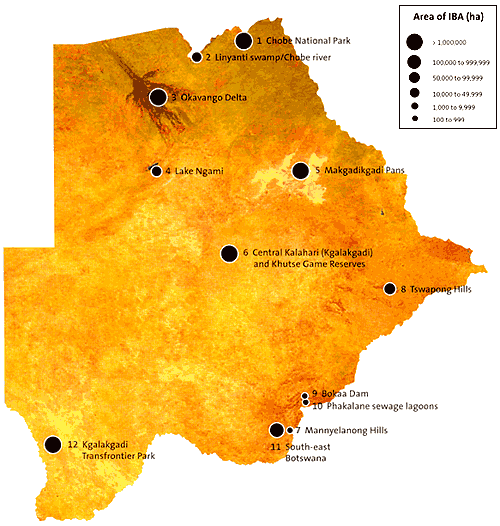 Area of IBA (ha)
> 1,000,000
100,000 to 999,999
50,000 to 99,999
10,000 to 49,999
1,000 to 9,999
100 to 999
1 Chobe National Park
2 Linyanti swamp/Chobe river
3 Okavango Delta
4 Lake Ngami
5 Makgadikgadi Pans
6 Central Kalahari (Kgalakgadi)
and Khutse Game Reserves
8 Tswapong Hills
9 Bokaa Dam
10 Phakalane sewage lagoons
7 Mannyelanong Hills
11 South-east
Botswana
12 Kgalakgadi
Transfrontier Park